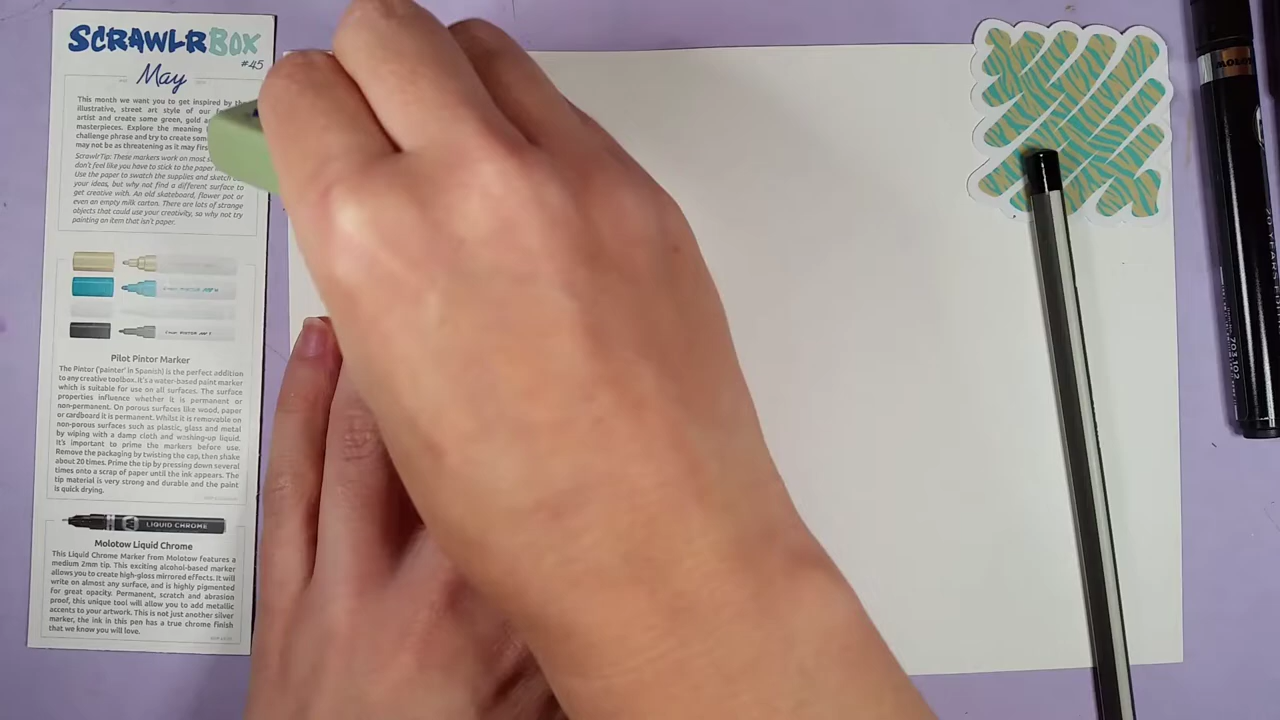 SCRAWLRBOX
#45
May
This month we want you to get inspired by the
illustrative, street art style of our
artist and create some green, gold
masterpieces. Explore the meaning
challenge phrase and try to create
may not be as threatening as it may
ScrawlrTip: These markers work on most
don't feel like you have to stick to the paper
Use the paper to swatch the supplies and sketch
your ideas, but why not find a different surface to
get creative with. An old skateboard, flower pot or
even an empty milk carton. There are lots of strange
objects that could use your creativity, so why not try
painting an item that isn't paper.
Pilot Pintor Marker
The Pintor ('painter' in Spanish) is the perfect addition
to any creative toolbox. It's a water-based paint marker
which is suitable for use on all surfaces. The surface
properties influence whether it is permanent or
non-permanent. On porous surfaces like wood, paper
or cardboard it is permanent. Whilst it is removable on
non-porous surfaces such as plastic, glass and metal
by wiping with a damp cloth and washing-up liquid.
It's important to prime the markers before use.
Remove the packaging by twisting the cap, then shake
about 20 times. Prime the tip by pressing down several
times onto a scrap of paper until the ink appears. The
tip material is very strong and durable and the paint
is quick drying.
LIQUID CHROME
Molotow Liquid Chrome
This Liquid Chrome Marker from Molotow features a
medium 2mm tip. This exciting alcohol-based marker
allows you to create high-gloss mirrored effects. It will
write on almost any surface, and is highly pigmented
for great opacity. Permanent, scratch and abrasion
proof, this unique tool will allow you to add metallic
accents to your artwork. This is not just another silver
marker, the ink in this pen has a true chrome finish
that we know you will love.